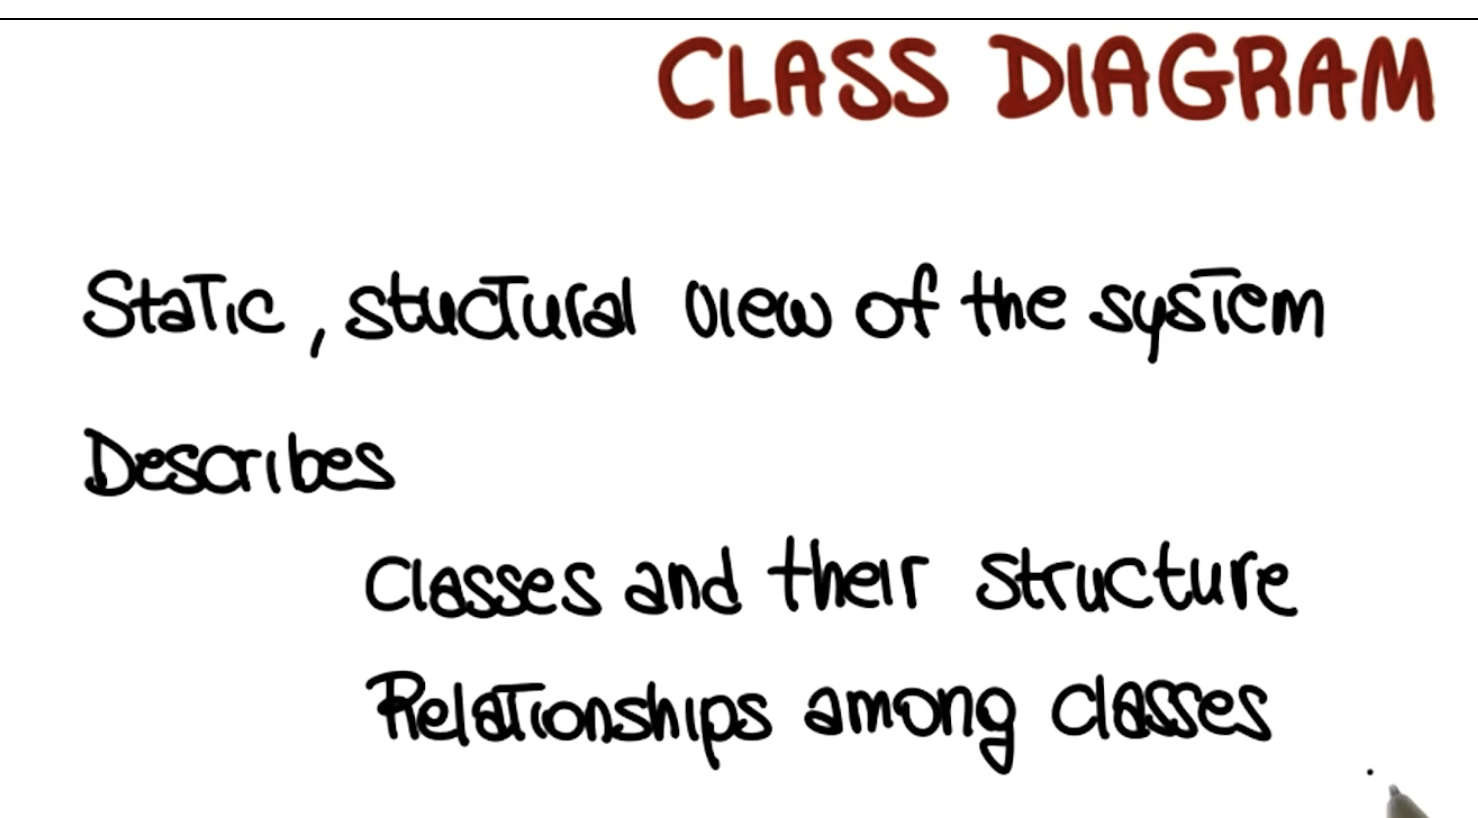 CLASS DIAGRAM
Static, stuctural view of the system
Describes
Classes and their structure
Relationships among classes